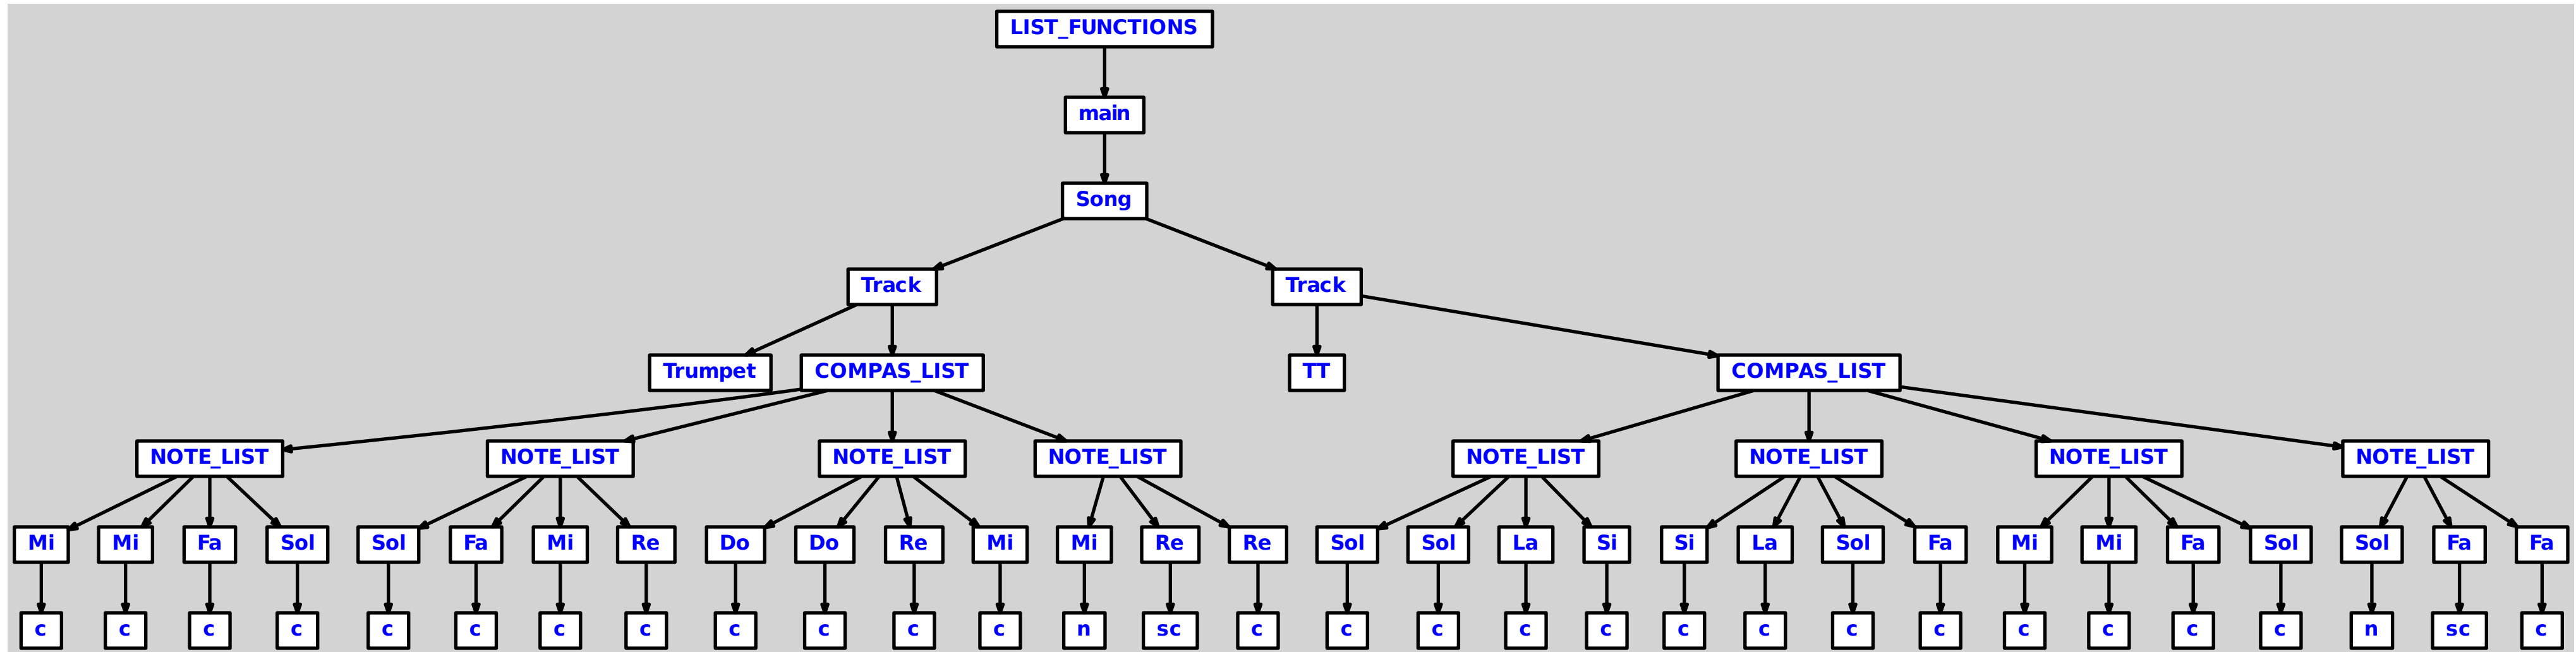 LIST_FUNCTIONS
main
Song
Track Track
Trumpet COMPAS_LIST TT COMPAS_LIST
NOTE_LIST NOTE_LIST NOTE_LIST NOTE_LIST NOTE_LIST NOTE_LIST NOTE_LIST NOTE_LIST
Mi Mi Fa Sol Sol Fa Mi Re Do Do Re Mi Mi Re Re Sol Sol La Si Si La Sol Fa Mi Mi Fa Sol Sol Fa Fa
c c c c c c c c c c c c n sc c c c c c c c c c c c c c n sc c